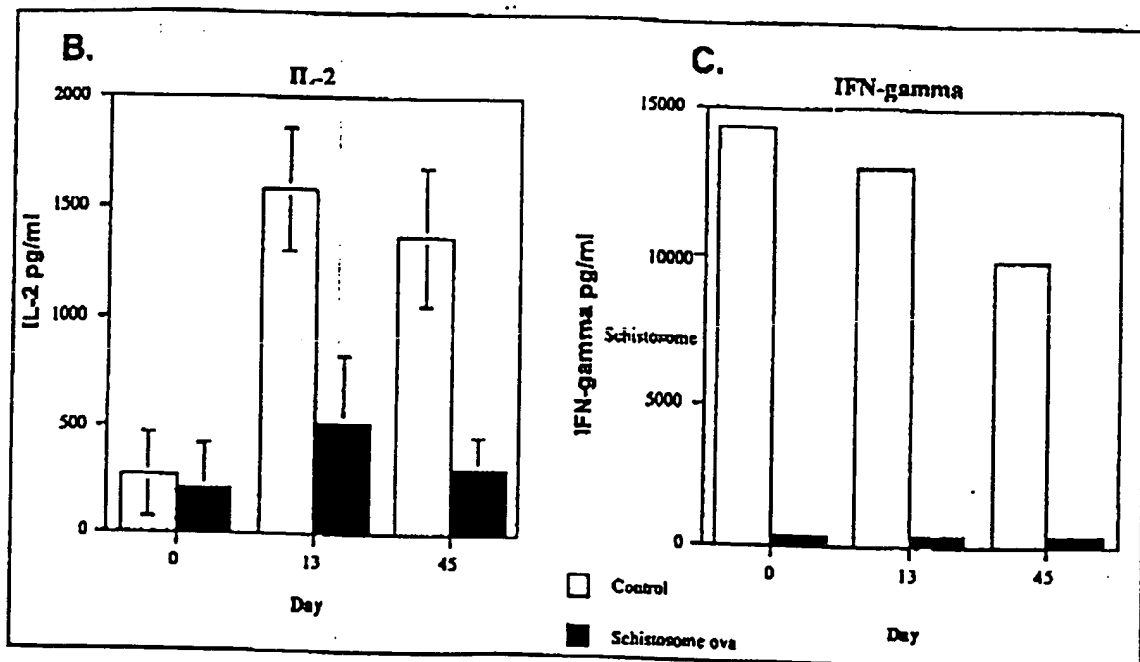 B.
IL-2
2000
1500
1000
500
0
IL-2 pg/ml
0
13
45
Day
C.
IFN-gamma
15000
10000
Schistosome
5000
0
IFN-gamma pg/ml
0
13
45
Day
Control
Schistosome ova